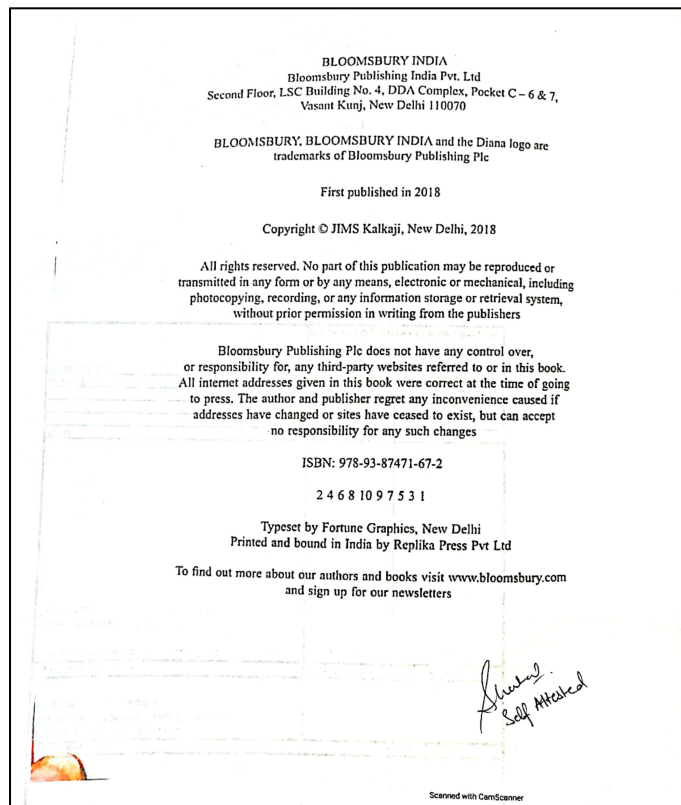 BLOOMSBURY INDIA
Bloomsbury Publishing India Pvt. Ltd
Second Floor, LSC Building No. 4, DDA Complex, Pocket C – 6 & 7,
Vasant Kunj, New Delhi 110070
BLOOMSBURY, BLOOMSBURY INDIA and the Diana logo are
trademarks of Bloomsbury Publishing Plc
First published in 2018
Copyright © JIMS Kalkaji, New Delhi, 2018
All rights reserved. No part of this publication may be reproduced or
transmitted in any form or by any means, electronic or mechanical, including
photocopying, recording, or any information storage or retrieval system,
without prior permission in writing from the publishers
Bloomsbury Publishing Plc does not have any control over,
or responsibility for, any third-party websites referred to or in this book.
All internet addresses given in this book were correct at the time of going
to press. The author and publisher regret any inconvenience caused if
addresses have changed or sites have ceased to exist, but can accept
no responsibility for any such changes
ISBN: 978-93-87471-67-2
2 4 6 8 10 9 7 5 3 1
Typeset by Fortune Graphics, New Delhi
Printed and bound in India by Replika Press Pvt Ltd
To find out more about our authors and books visit www.bloomsbury.com
and sign up for our newsletters
Self Attested
Scanned with CamScanner